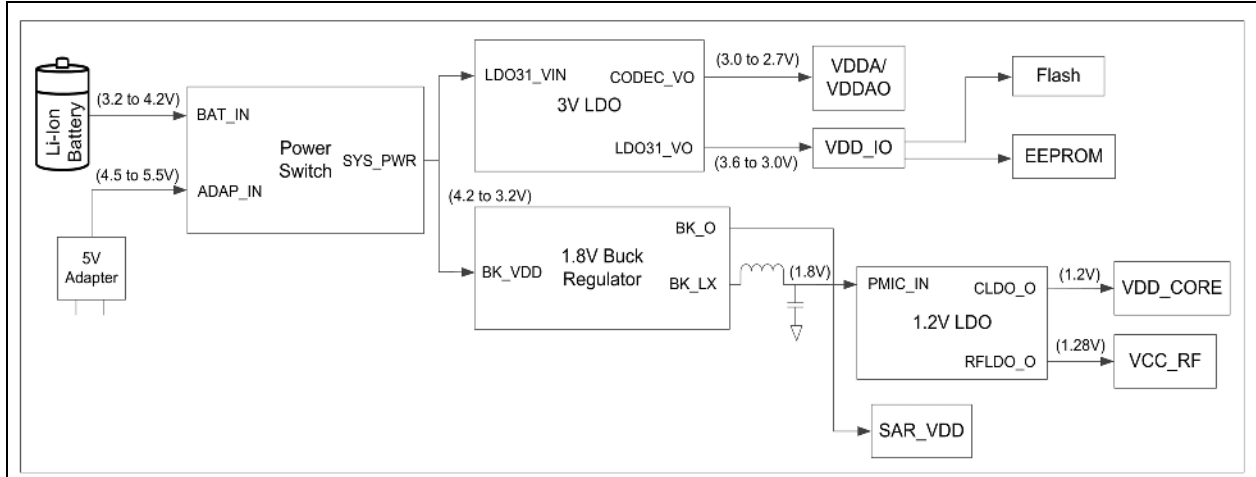 Li-Ion
Battery
(3.2 to 4.2V)
BAT_IN
Power
Switch
SYS_PWR
(4.5 to 5.5V)
ADAP_IN
5V
Adapter
LDO31_VIN
CODEC_VO
3V LDO
LDO31_VO
(3.0 to 2.7V)
VDDA/
VDDAO
(3.6 to 3.0V)
VDD_IO
Flash
EEPROM
(4.2 to 3.2V)
BK_O
1.8V Buck
Regulator
BK_VDD
BK_LX
(1.8V)
PMIC_IN
CLDO_O
1.2V LDO
RFLDO_O
(1.2V)
VDD_CORE
(1.28V)
VCC_RF
SAR_VDD